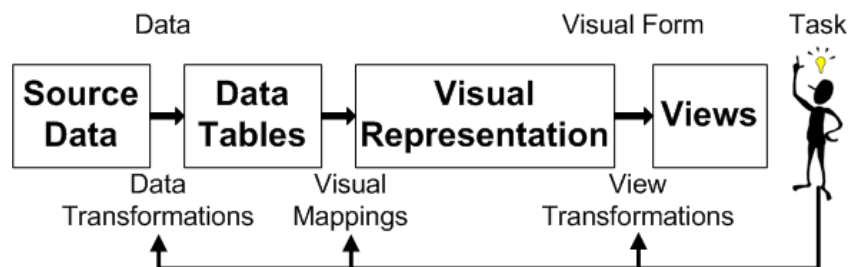 Data
Visual Form
Task
Source
Data
Data
Tables
Visual
Representation
Views
Data
Transformations
Visual
Mappings
View
Transformations